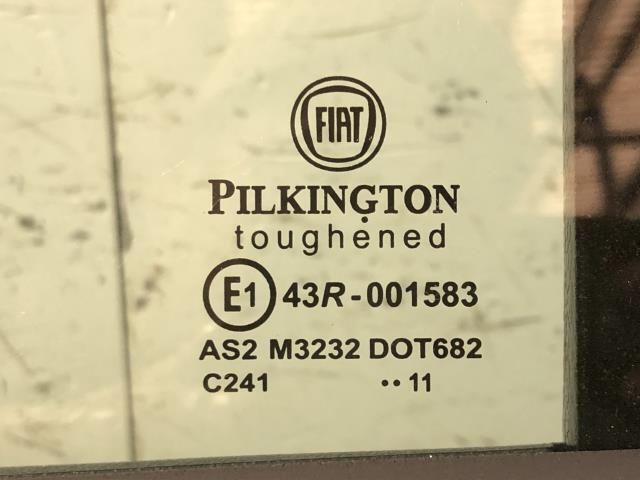 FIAT
PILKINGTON
toughened
E1 43R-001583
AS2 M3232 DOT682
C241 •• 11